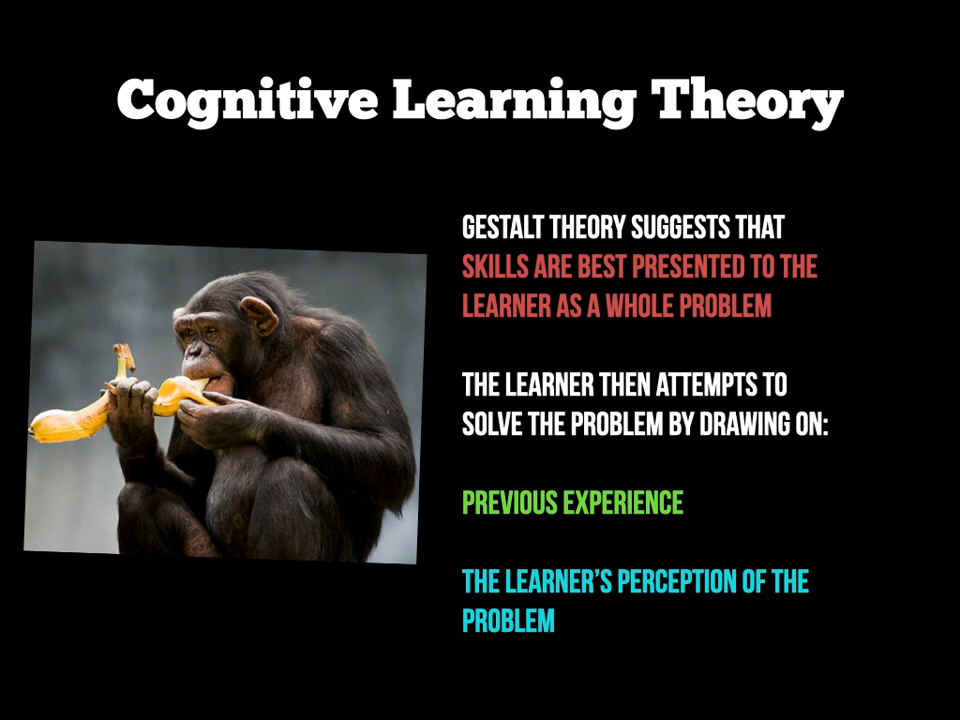 Cognitive Learning Theory
GESTALT THEORY SUGGESTS THAT
SKILLS ARE BEST PRESENTED TO THE
LEARNER AS A WHOLE PROBLEM
THE LEARNER THEN ATTEMPTS TO
SOLVE THE PROBLEM BY DRAWING ON:
PREVIOUS EXPERIENCE
THE LEARNER’S PERCEPTION OF THE
PROBLEM